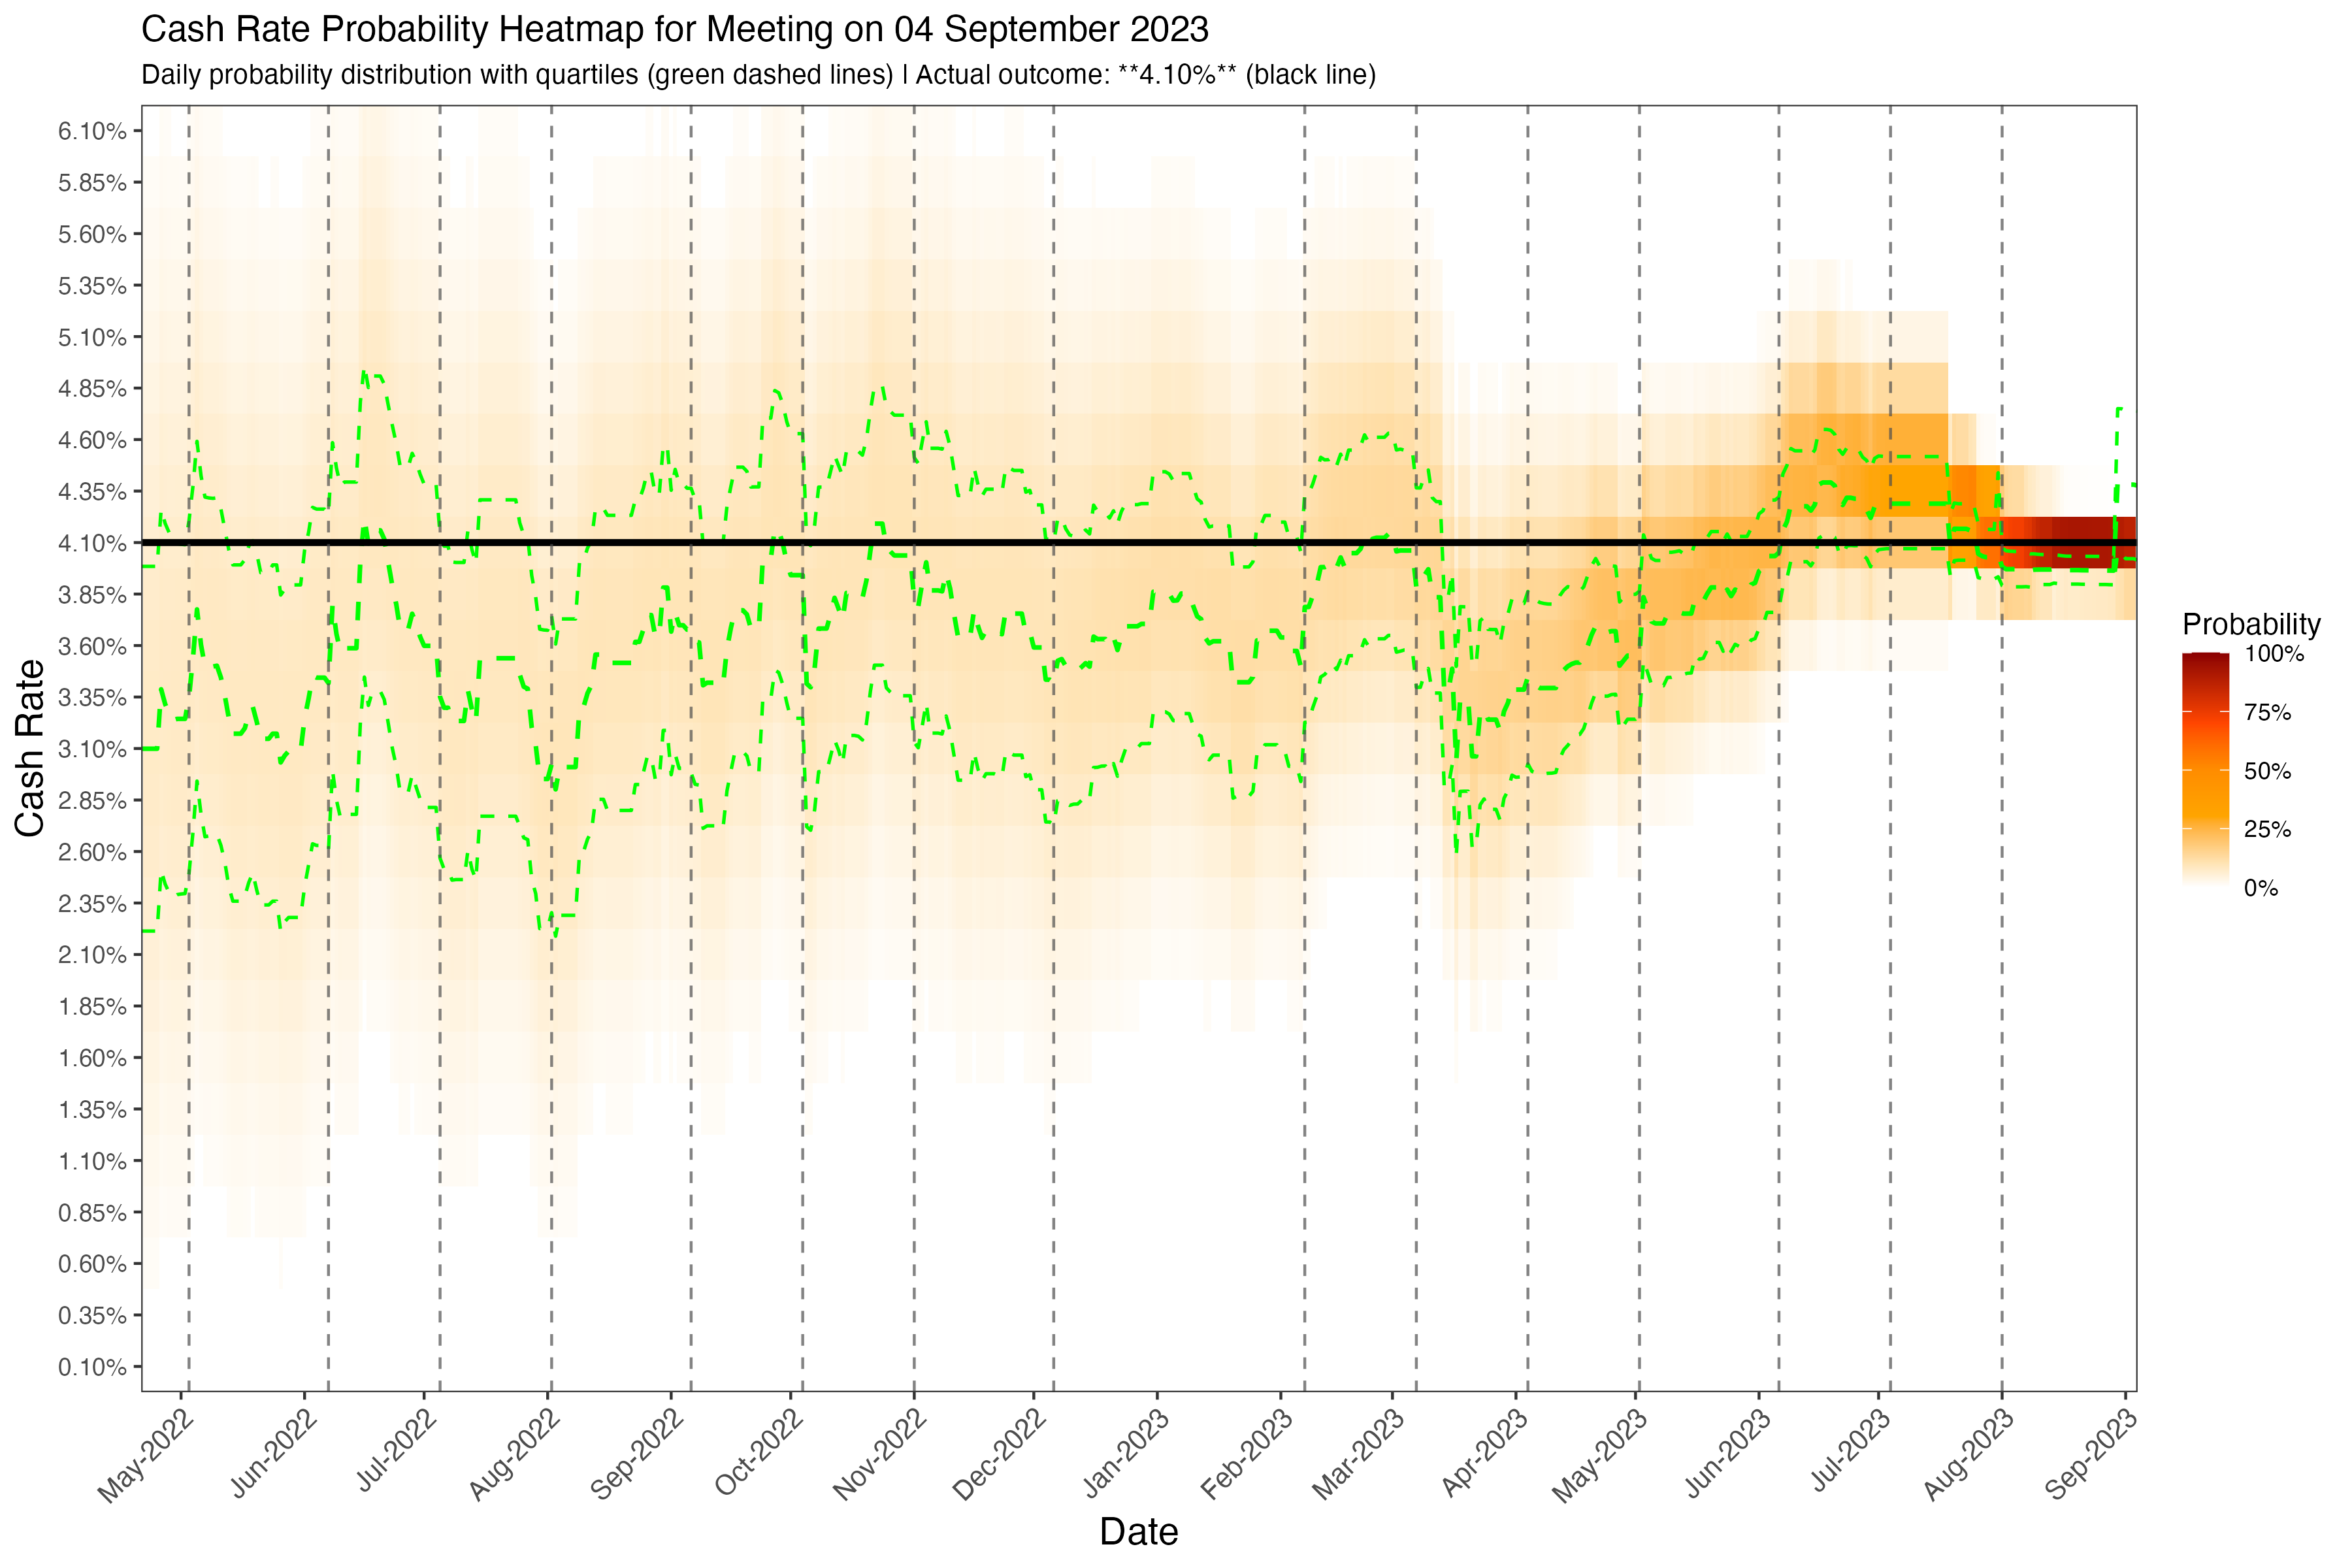 Cash Rate Probability Heatmap for Meeting on 04 September 2023
Daily probability distribution with quartiles (green dashed lines) | Actual outcome: **4.10%** (black line)
Cash Rate
6.10%
5.85%
5.60%
5.35%
5.10%
4.85%
4.60%
4.35%
4.10%
3.85%
3.60%
3.35%
3.10%
2.85%
2.60%
2.35%
2.10%
1.85%
1.60%
1.35%
1.10%
0.85%
0.60%
0.35%
0.10%
May-2022
Jun-2022
Jul-2022
Aug-2022
Sep-2022
Oct-2022
Nov-2022
Dec-2022
Jan-2023
Feb-2023
Mar-2023
Apr-2023
May-2023
Jun-2023
Jul-2023
Aug-2023
Sep-2023
Date
Probability
100%
75%
50%
25%
0%